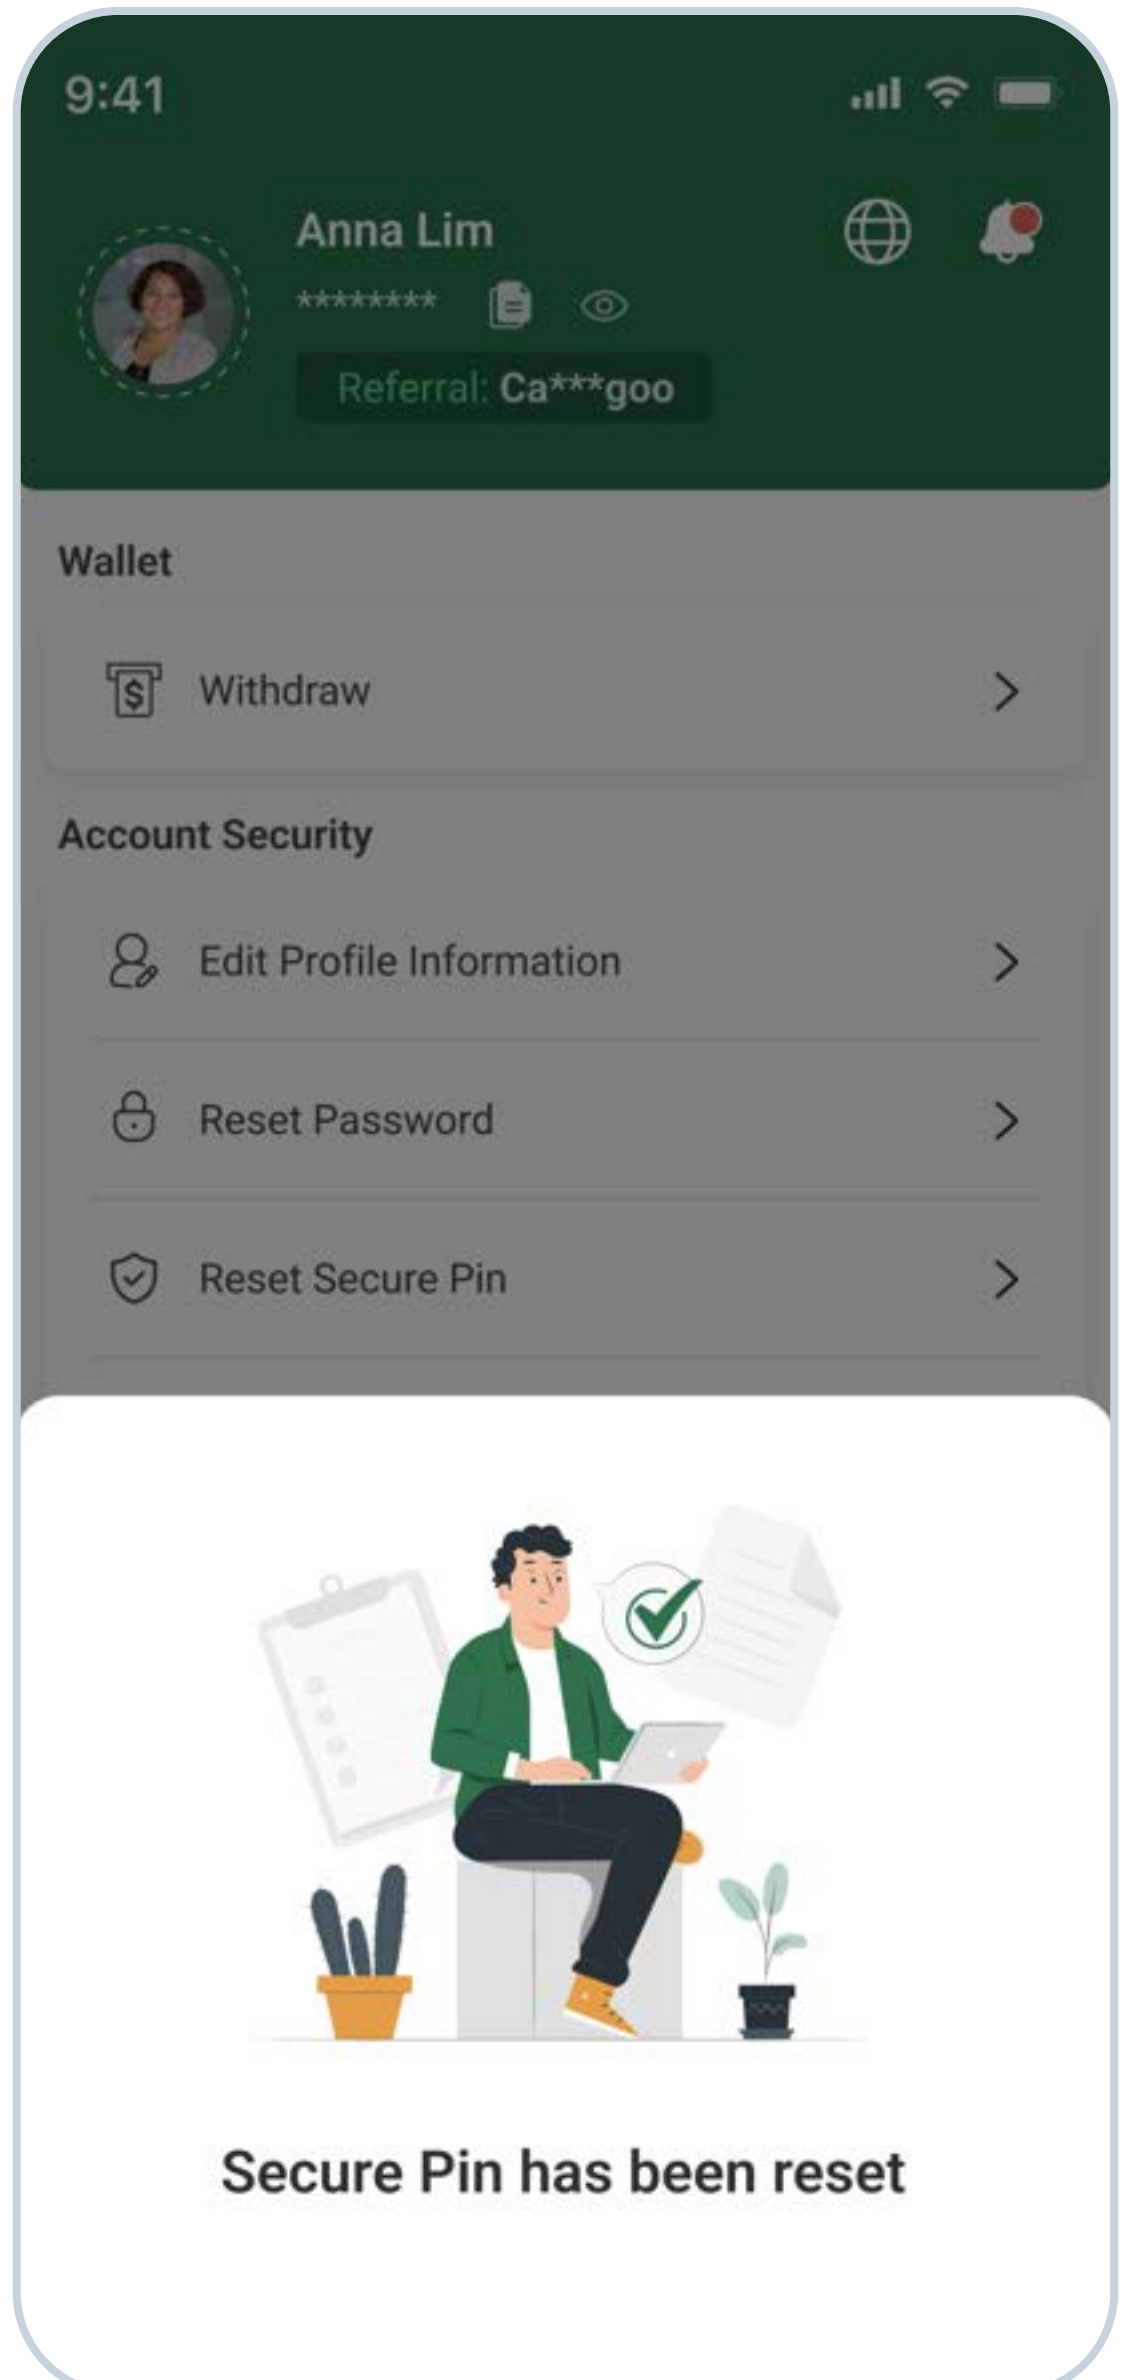 9:41
Anna Lim
********
Referral: Ca***goo
Wallet
Withdraw
Account Security
Edit Profile Information
Reset Password
Reset Secure Pin
Secure Pin has been reset